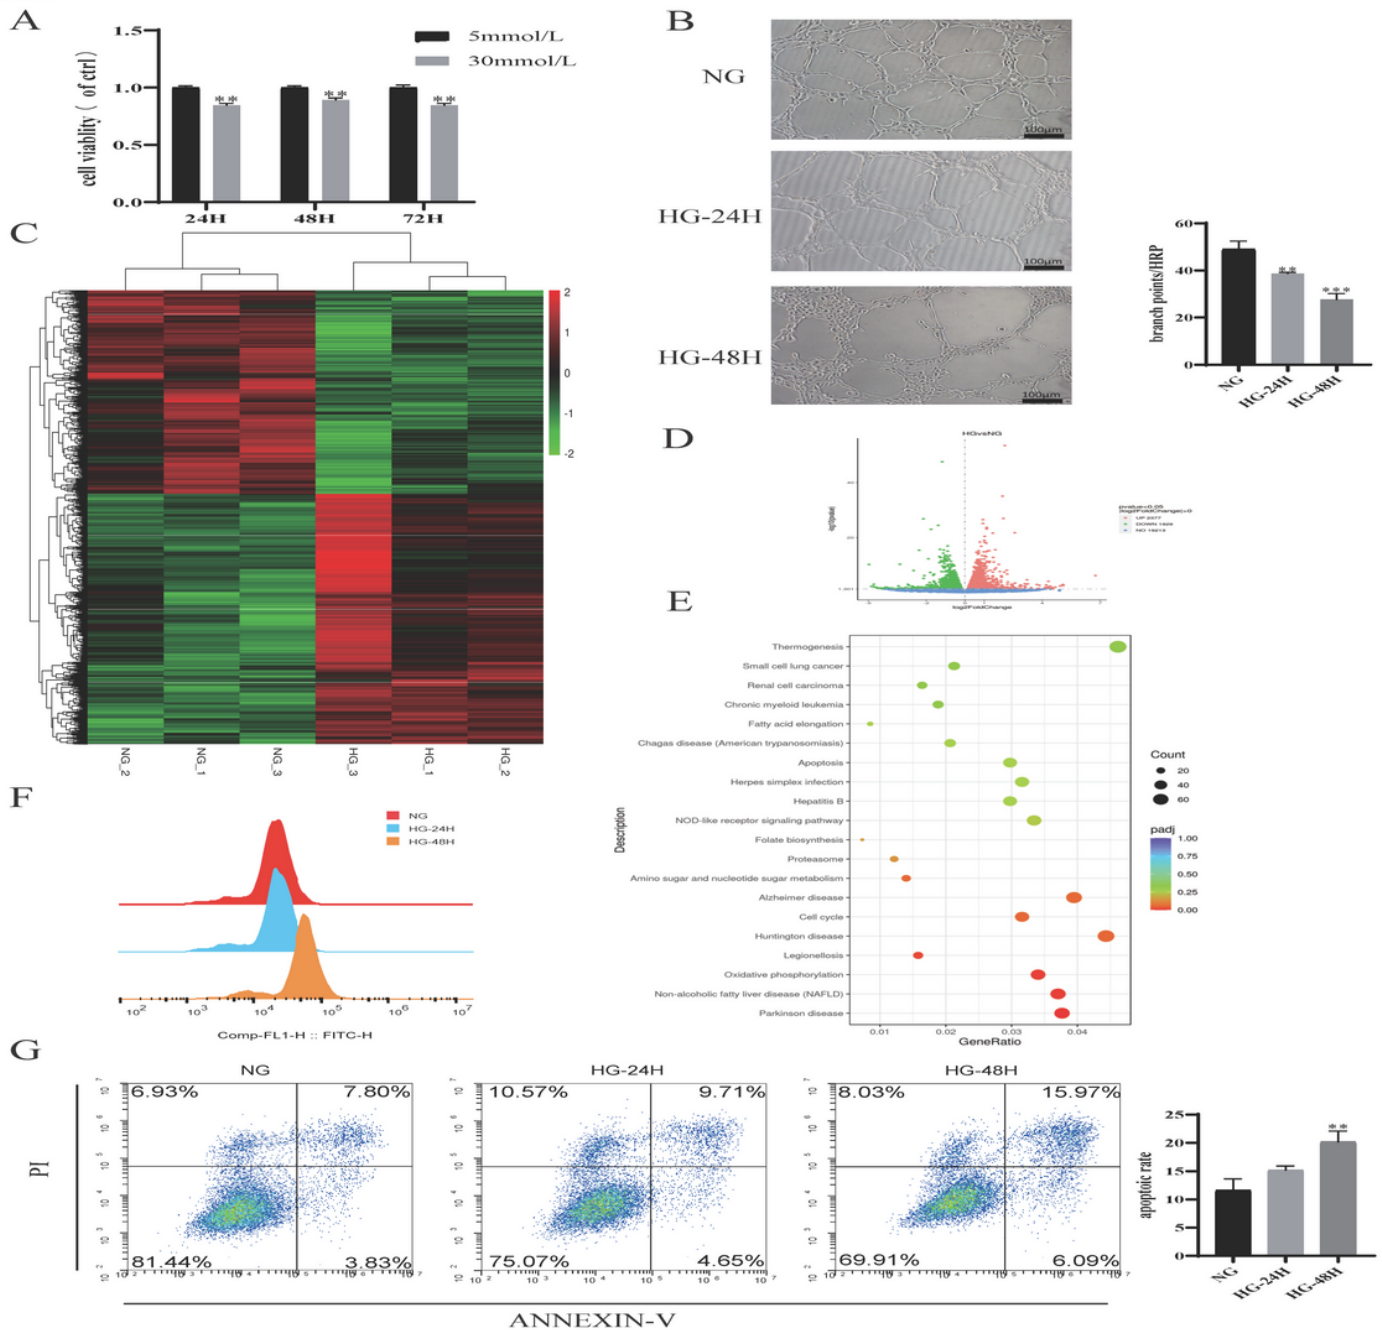 A
1.5
1.0
0.5
0.0
cell viablity ( of ctrl)
5mmol/L
30mmol/L
** ** **
24H 48H 72H
B
NG
100μm
HG-24H
100μm
HG-48H
100μm
60
40
20
0
branch points/HRP
**
***
NG HG-24H HG-48H
C
2
1
0
-1
-2
NG_2 NG_1 NG_3 HG_3 HG_1 HG_2
D
HGvsNG
log2FoldChange
E
Description
Thermogenesis
Small cell lung cancer
Renal cell carcinoma
Chronic myeloid leukemia
Fatty acid elongation
Chagas disease (American trypanosomiasis)
Apoptosis
Herpes simplex infection
Hepatitis B
NOD-like receptor signaling pathway
Folate biosynthesis
Proteasome
Amino sugar and nucleotide sugar metabolism
Alzheimer disease
Cell cycle
Huntington disease
Legionellosis
Oxidative phosphorylation
Non-alcoholic fatty liver disease (NAFLD)
Parkinson disease
0.01 0.02 0.03 0.04
GeneRatio
Count
20
40
60
padj
1.00
0.75
0.50
0.25
0.00
F
NG
HG-24H
HG-48H
10² 10³ 10⁴ 10⁵ 10⁶ 10⁷
Comp-FL1-H :: FITC-H
G
PI
NG
6.93% 7.80%
81.44% 3.83%
HG-24H
10.57% 9.71%
75.07% 4.65%
HG-48H
8.03% 15.97%
69.91% 6.09%
ANNEXIN-V
25
20
15
10
5
0
apoptoic rate
**
NG HG-24H HG-48H